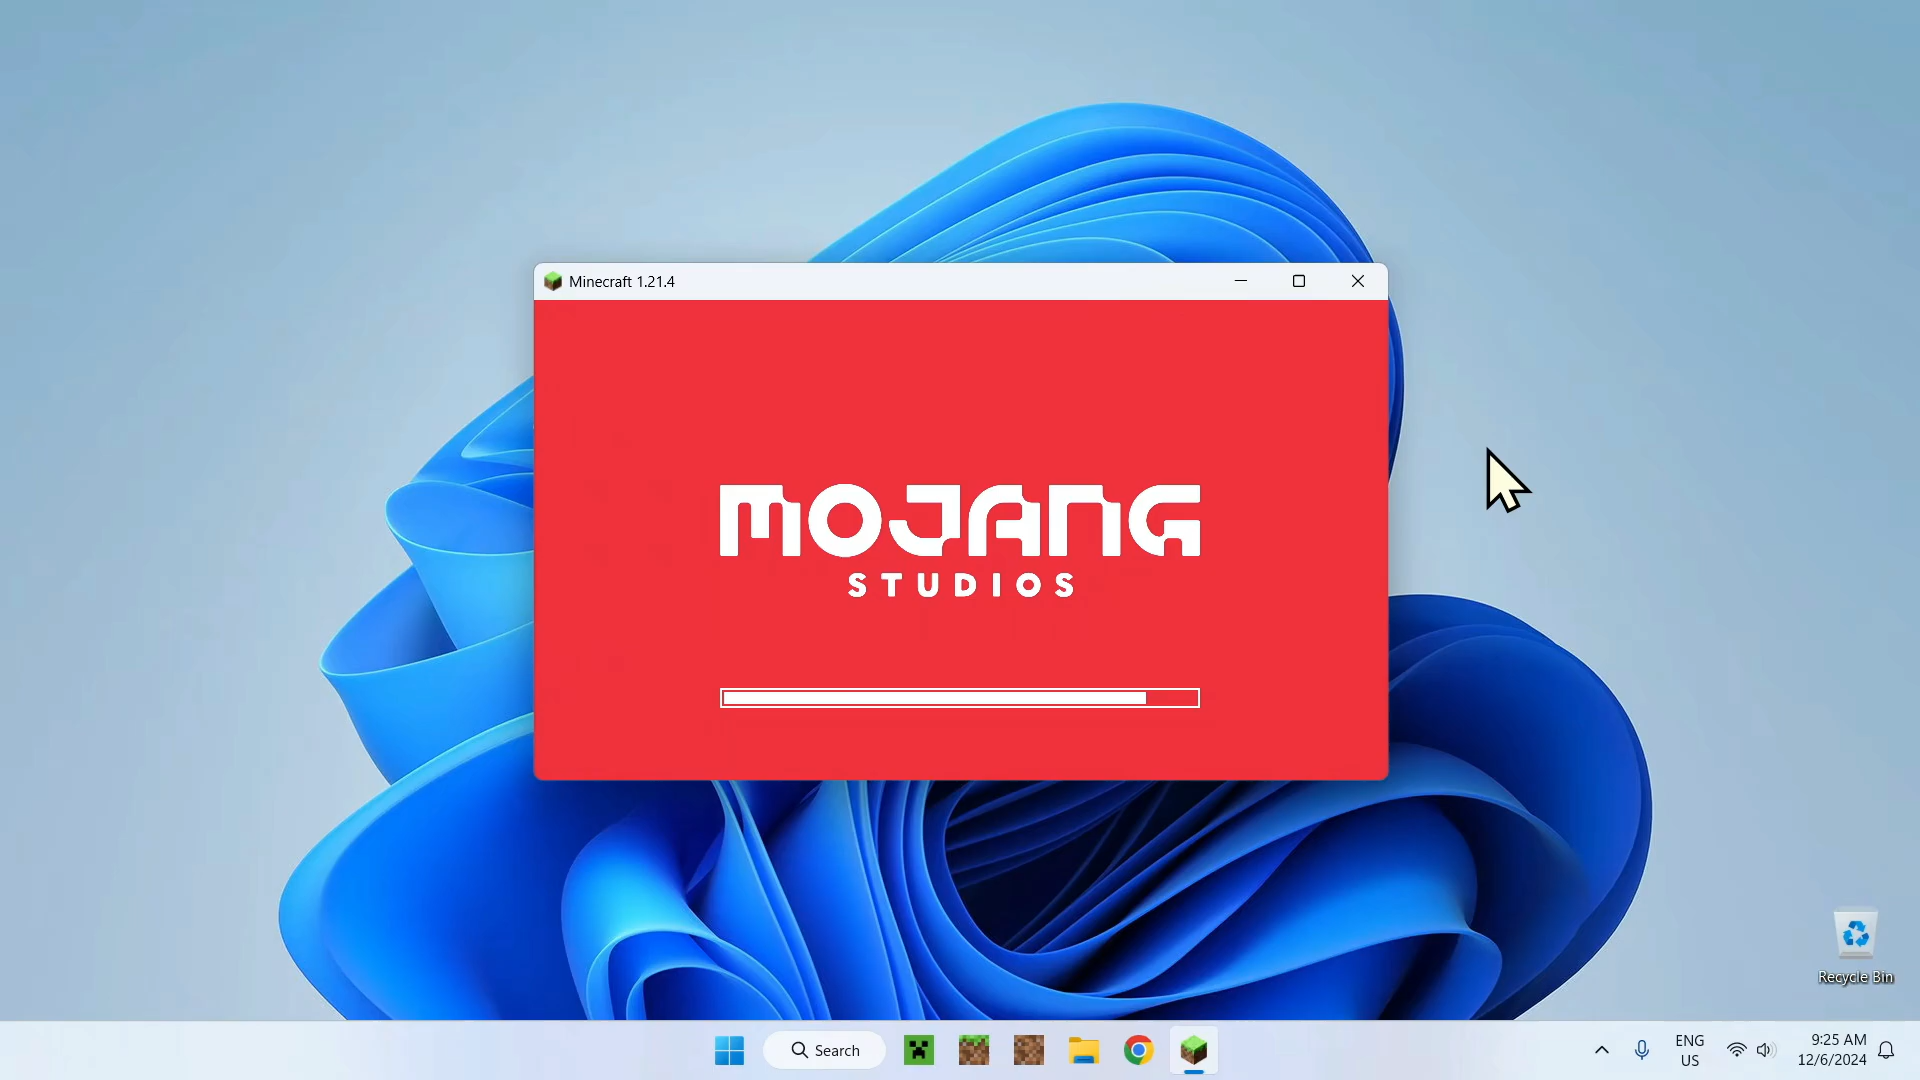 Minecraft 1.21.4
MOJANG
STUDIOS
Recycle Bin
Search
ENG
US
9:25 AM
12/6/2024